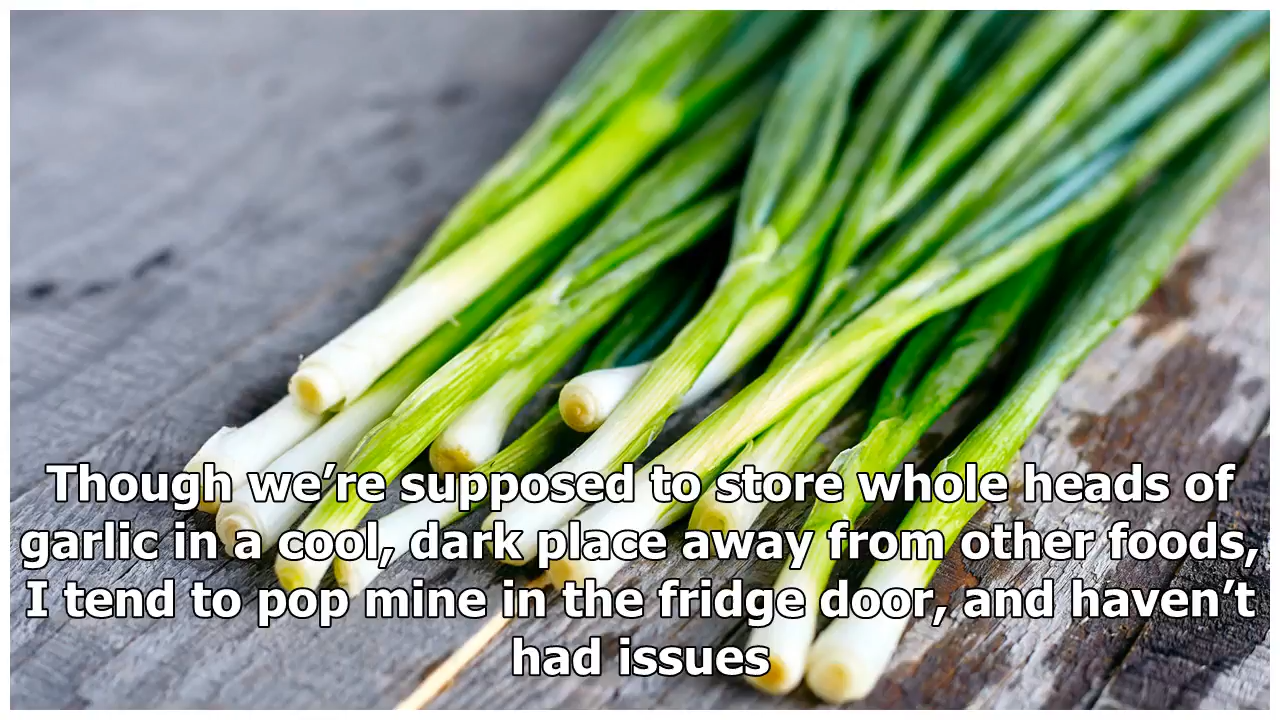 Though we’re supposed to store whole heads of
garlic in a cool, dark place away from other foods,
I tend to pop mine in the fridge door, and haven’t
had issues